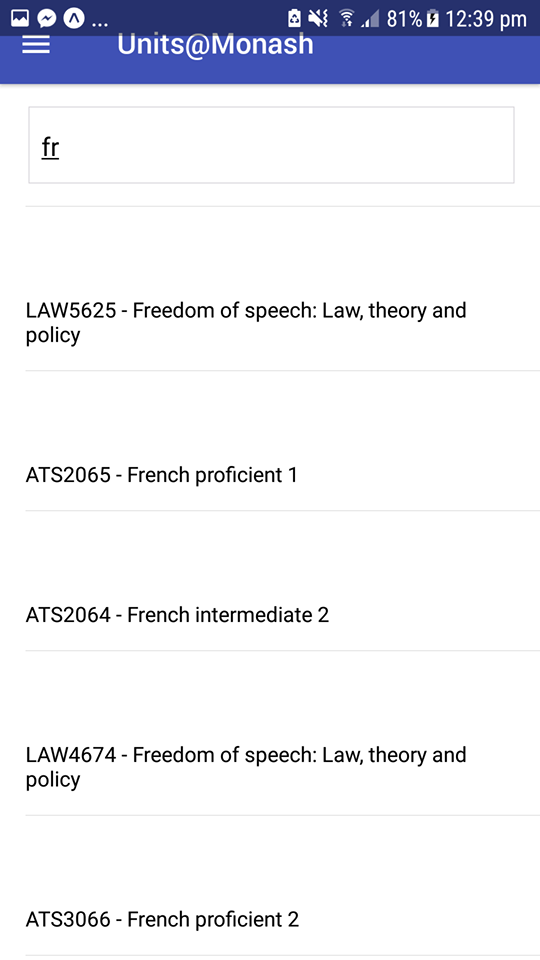 ... 81% 12:39 pm
Units@Monash
fr
LAW5625 - Freedom of speech: Law, theory and
policy
ATS2065 - French proficient 1
ATS2064 - French intermediate 2
LAW4674 - Freedom of speech: Law, theory and
policy
ATS3066 - French proficient 2